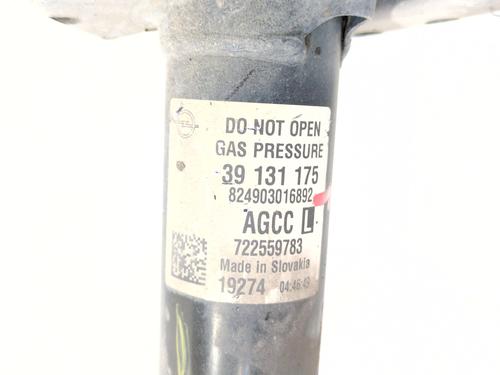 DO NOT OPEN
GAS PRESSURE
39 131 175
824903016892
AGCC L
722559783
Made in Slovakia
19274 04:46:43